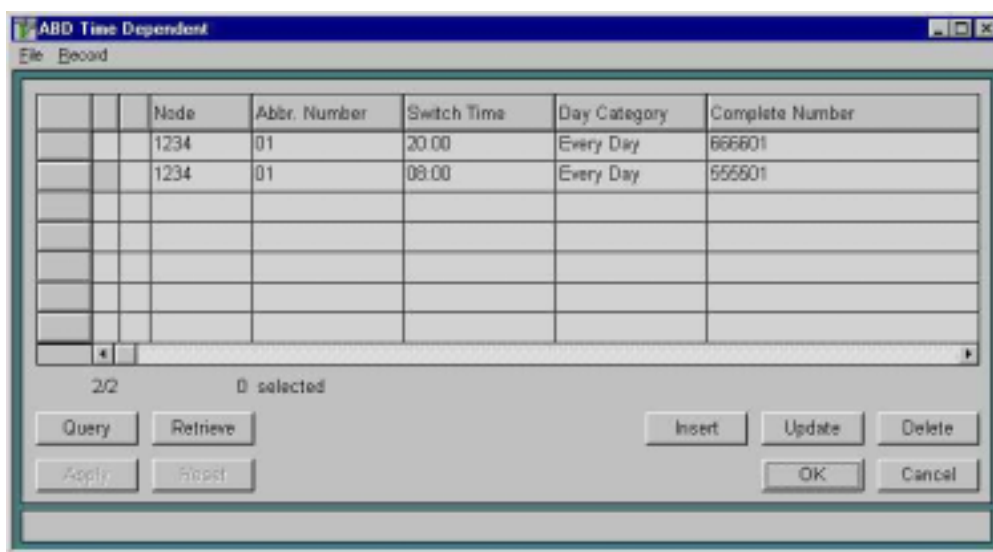 ABD Time Dependent
File Record
Node Abbr. Number Switch Time Day Category Complete Number
1234 01 20:00 Every Day 666601
1234 01 08:00 Every Day 555501
2/2 0 selected
Query Retrieve Insert Update Delete
Apply Reset OK Cancel